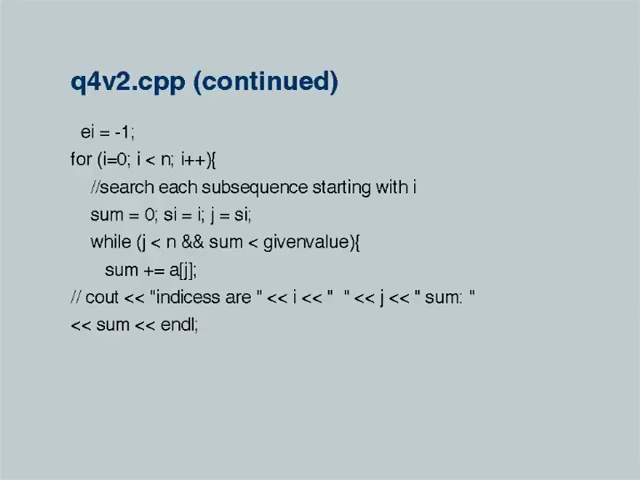 q4v2.cpp (continued)
ei = -1;
for (i=0; i < n; i++){
//search each subsequence starting with i
sum = 0; si = i; j = si;
while (j < n && sum < givenvalue){
sum += a[j];
// cout << "indicess are " << i << "  " << j << " sum: "
<< sum << endl;